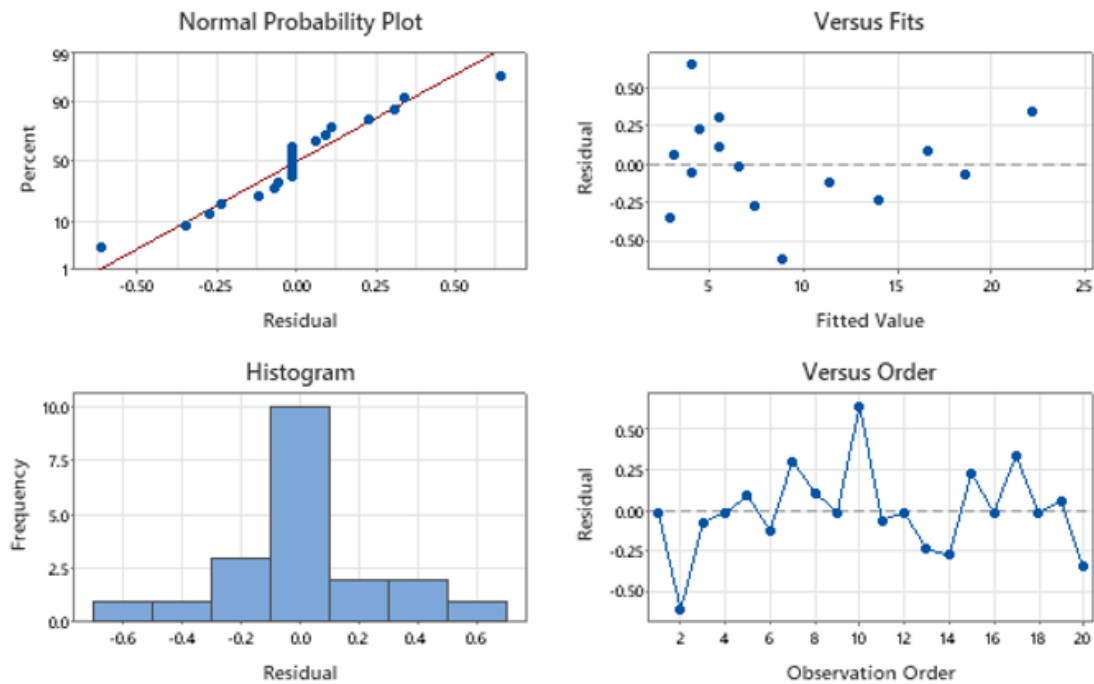 Normal Probability Plot
99
90
50
10
1
Percent
-0.50 -0.25 0.00 0.25 0.50
Residual
Versus Fits
0.50
0.25
0.00
-0.25
-0.50
Residual
5 10 15 20 25
Fitted Value
Histogram
10.0
7.5
5.0
2.5
0.0
Frequency
-0.6 -0.4 -0.2 0.0 0.2 0.4 0.6
Residual
Versus Order
0.50
0.25
0.00
-0.25
-0.50
Residual
2 4 6 8 10 12 14 16 18 20
Observation Order